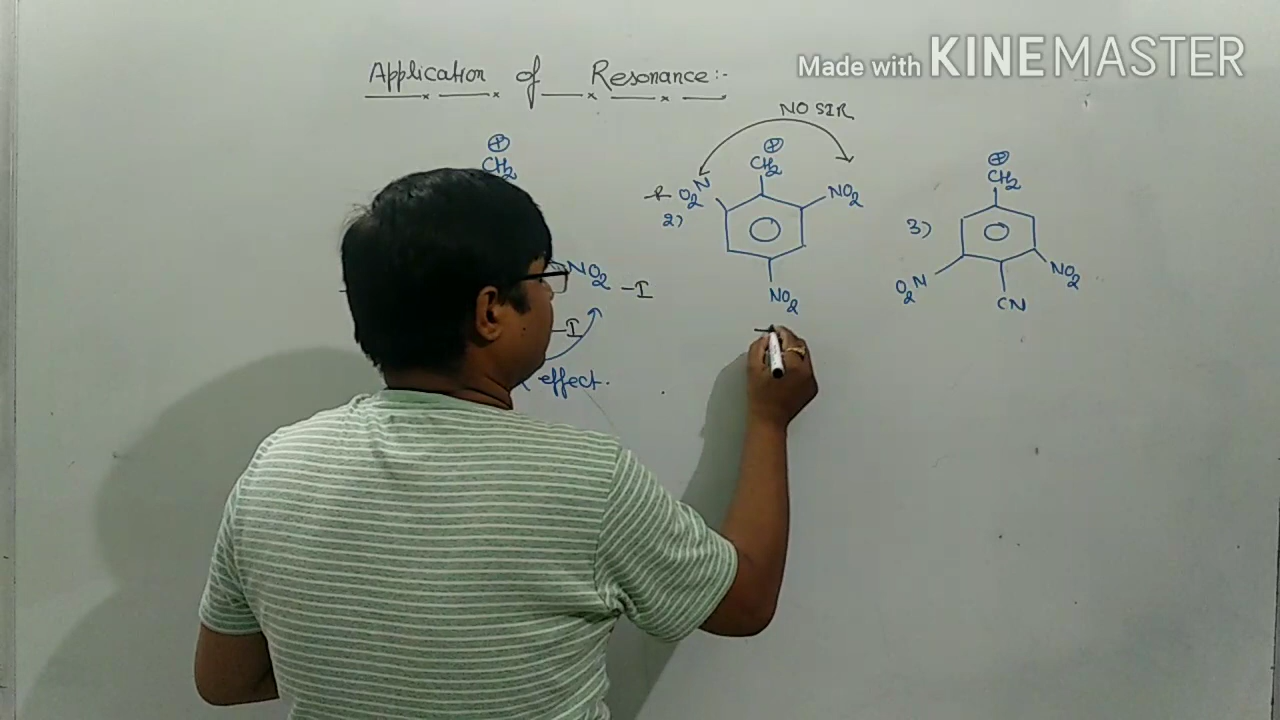 Made with KINEMASTER
Application of Resonance:-
NO SIR
⊕
CH2
⊕
CH2
⊕
CH2
O2N
NO2
2)
3)
NO2
-I
-I
NO2
O2N
NO2
CN
effect.